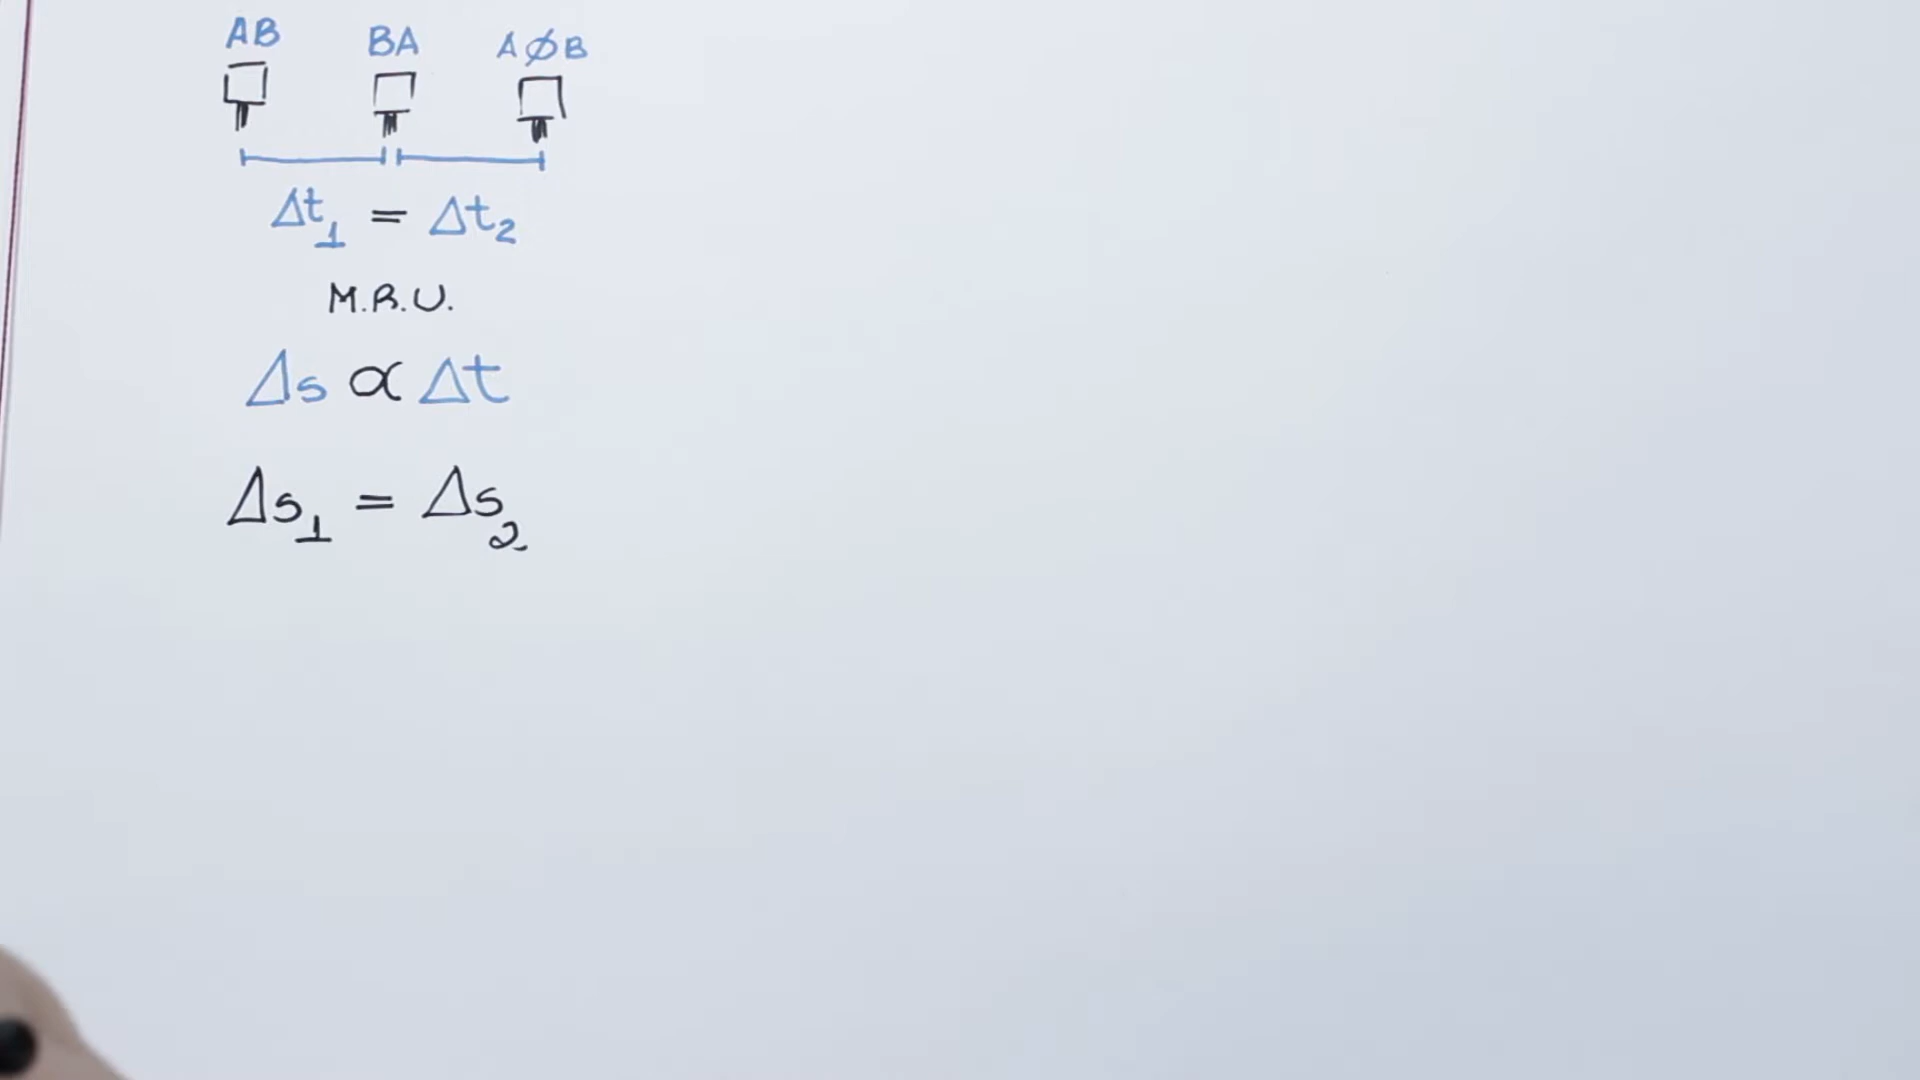 AB BA AØB
Δt₁ = Δt₂
M.R.U.
Δs ∝ Δt
Δs₁ = Δs₂